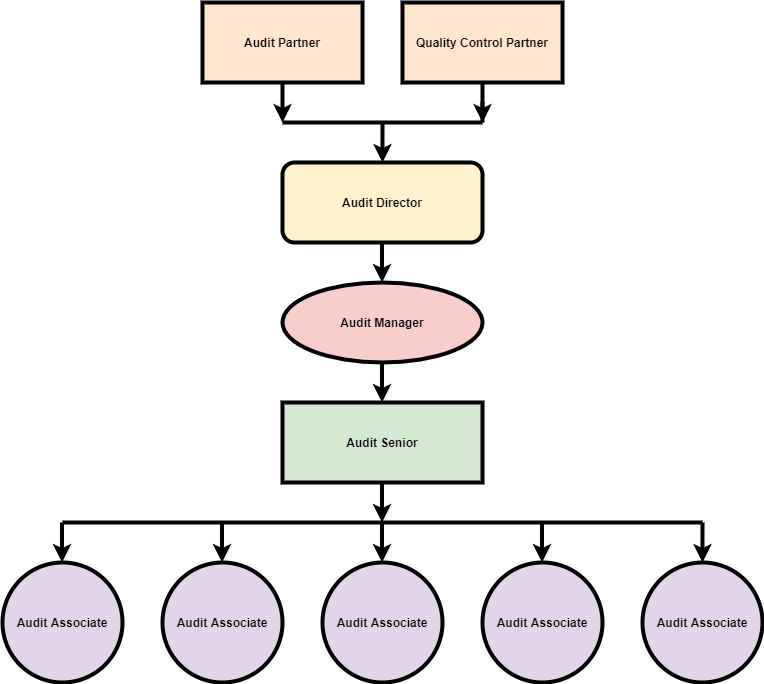 Audit Partner
Quality Control Partner
Audit Director
Audit Manager
Audit Senior
Audit Associate
Audit Associate
Audit Associate
Audit Associate
Audit Associate